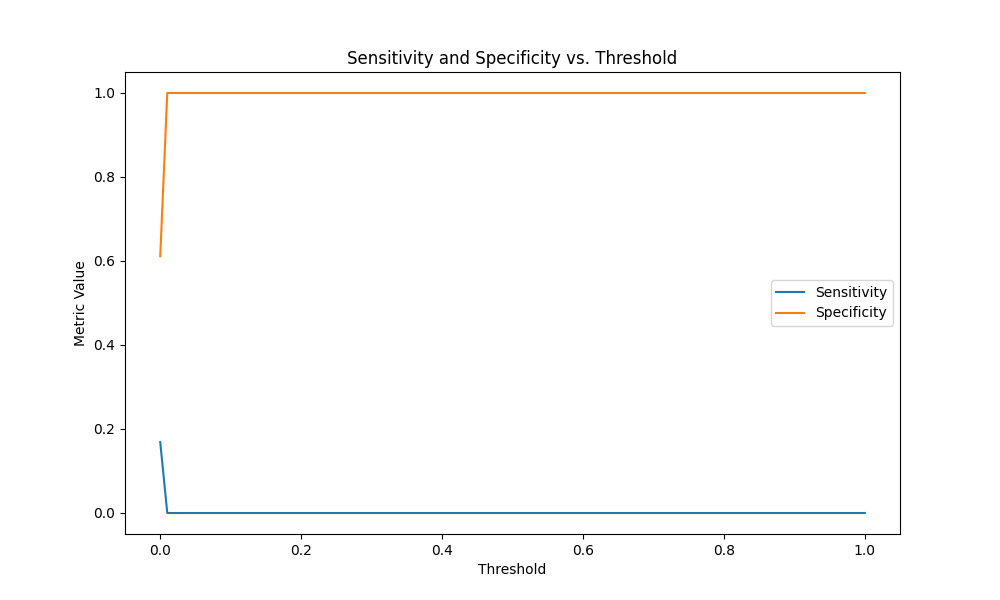 Sensitivity and Specificity vs. Threshold
1.0
0.8
0.6
0.4
0.2
0.0
Metric Value
Sensitivity
Specificity
0.0 0.2 0.4 0.6 0.8 1.0
Threshold